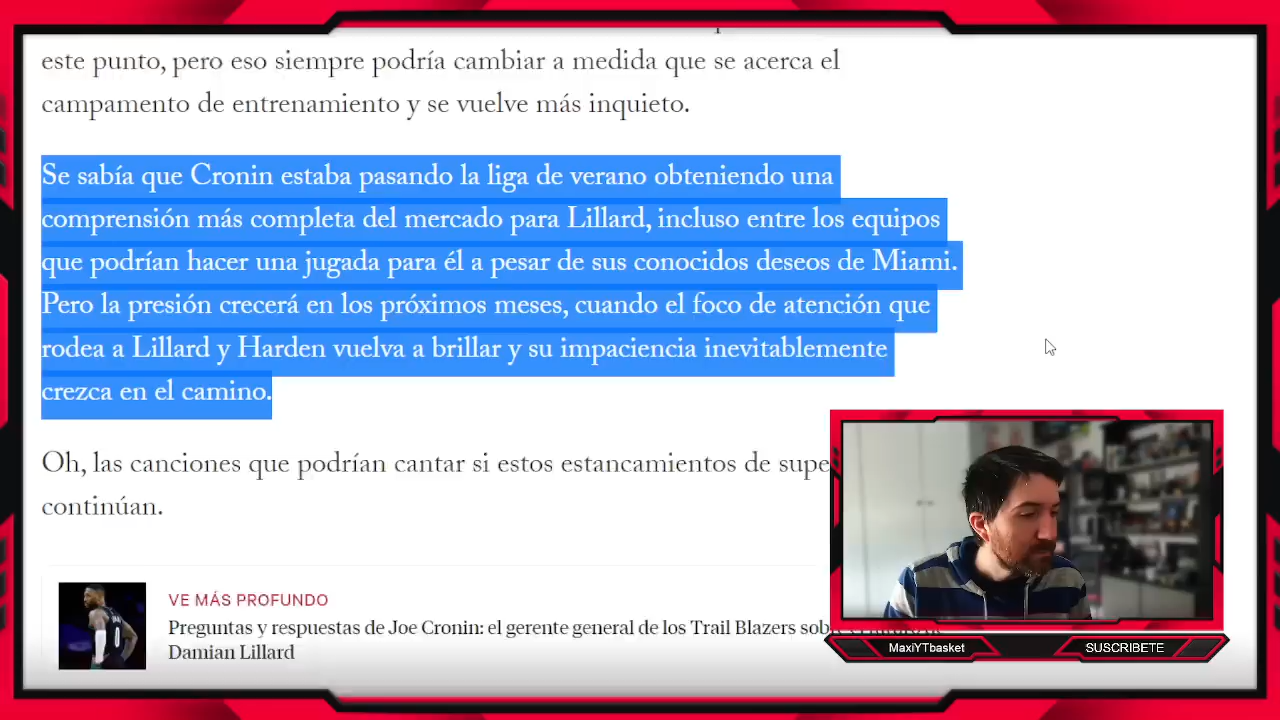 este punto, pero eso siempre podría cambiar a medida que se acerca el
campamento de entrenamiento y se vuelve más inquieto.
Se sabía que Cronin estaba pasando la liga de verano obteniendo una
comprensión más completa del mercado para Lillard, incluso entre los equipos
que podrían hacer una jugada para él a pesar de sus conocidos deseos de Miami.
Pero la presión crecerá en los próximos meses, cuando el foco de atención que
rodea a Lillard y Harden vuelva a brillar y su impaciencia inevitablemente
crezca en el camino.
Oh, las canciones que podrían cantar si estos estancamientos de
continúan.
VE MÁS PROFUNDO
Preguntas y respuestas de Joe Cronin: el gerente general de los Trail Blazers
Damian Lillard
MaxiYTbasket
SUSCRIBETE